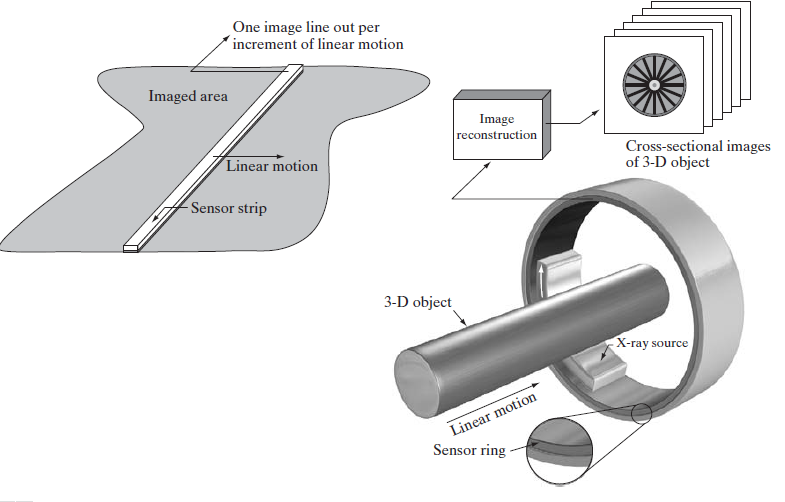 One image line out per
increment of linear motion
Imaged area
Linear motion
Sensor strip
Image
reconstruction
Cross-sectional images
of 3-D object
3-D object
X-ray source
Linear motion
Sensor ring